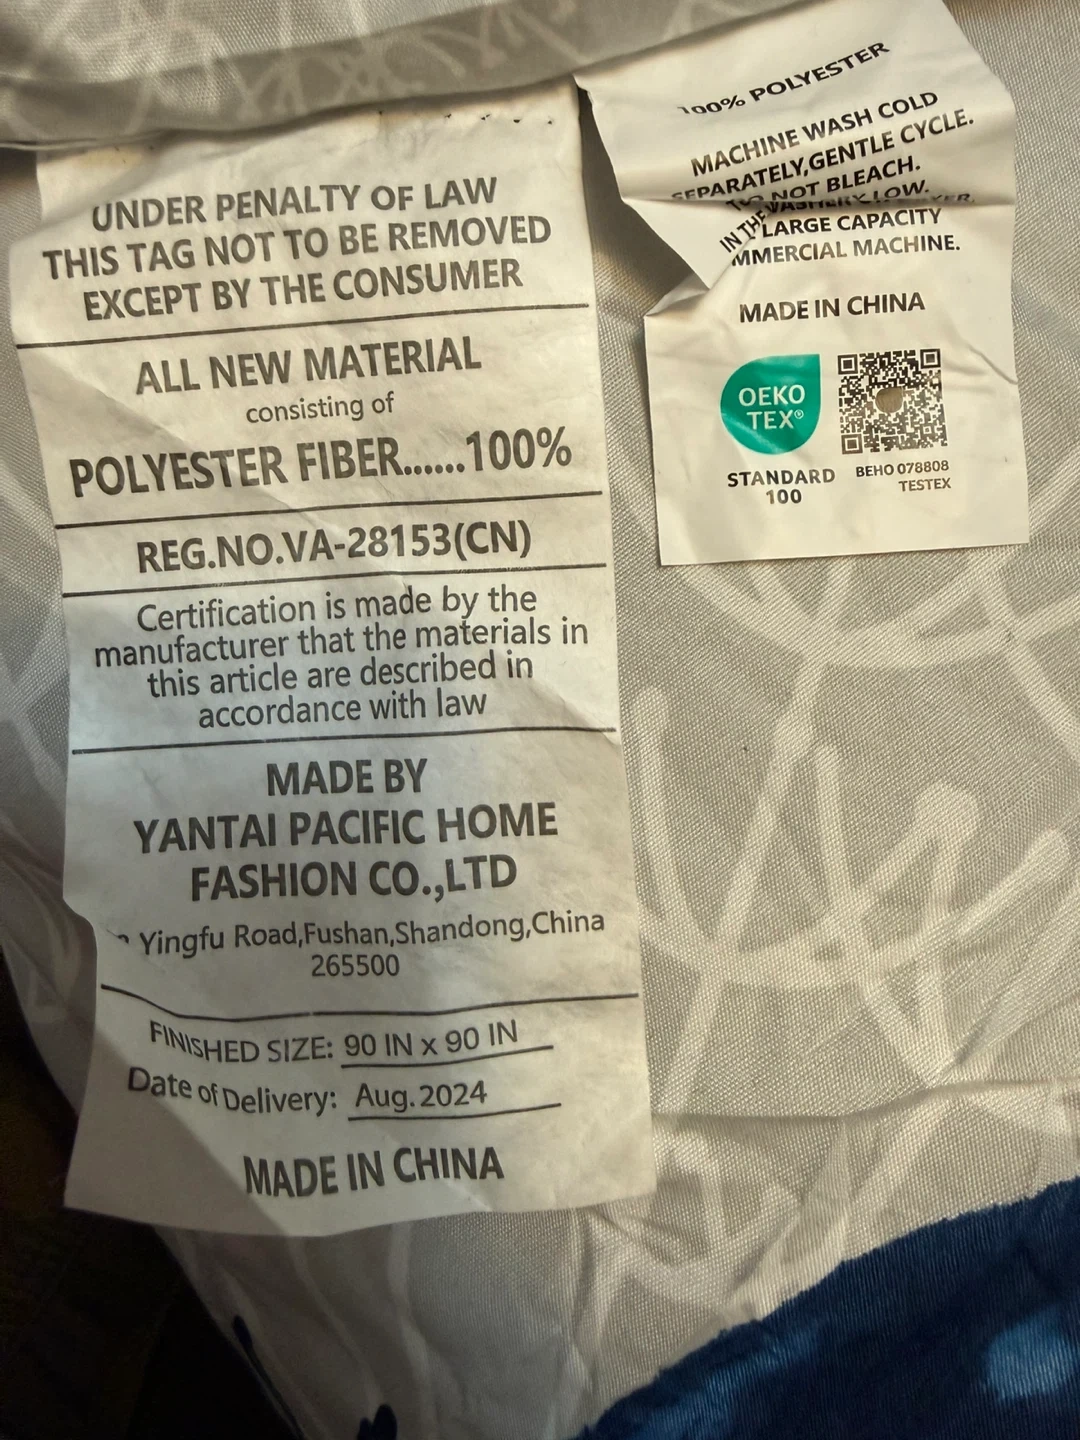 UNDER PENALTY OF LAW
THIS TAG NOT TO BE REMOVED
EXCEPT BY THE CONSUMER
ALL NEW MATERIAL
consisting of
POLYESTER FIBER......100%
REG.NO.VA-28153(CN)
Certification is made by the
manufacturer that the materials in
this article are described in
accordance with law
MADE BY
YANTAI PACIFIC HOME
FASHION CO.,LTD
Yingfu Road,Fushan,Shandong,China
265500
FINISHED SIZE: 90 IN x 90 IN
Date of Delivery: Aug.2024
MADE IN CHINA
100% POLYESTER
MACHINE WASH COLD
SEPARATELY,GENTLE CYCLE.
NOT BLEACH.
LOW.
IN THE
LARGE CAPACITY
MMERCIAL MACHINE.
MADE IN CHINA
OEKO
TEX®
STANDARD
100
BEHO 078808
TESTEX